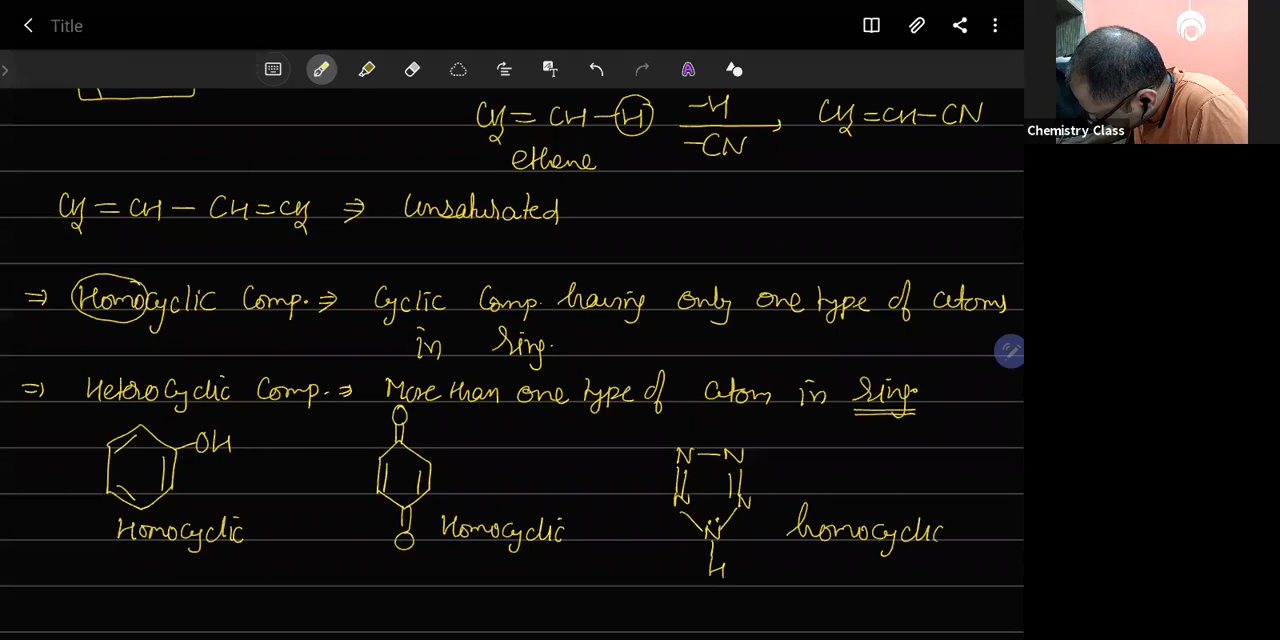 Title
Chemistry Class
CH2 = CH – H –H –CN CH2 = CH – CN
ethene
CH2 = CH – CH = CH2 ⇒ Unsaturated
⇒ Homocyclic Comp. ⇒ Cyclic Comp. having only one type of atoms
in ring.
⇒ HeteroCyclic Comp. ⇒ More than one type of atom in ring.
OH
O
N – N
N N
N
H
O
Homocyclic Homocyclic homocyclic